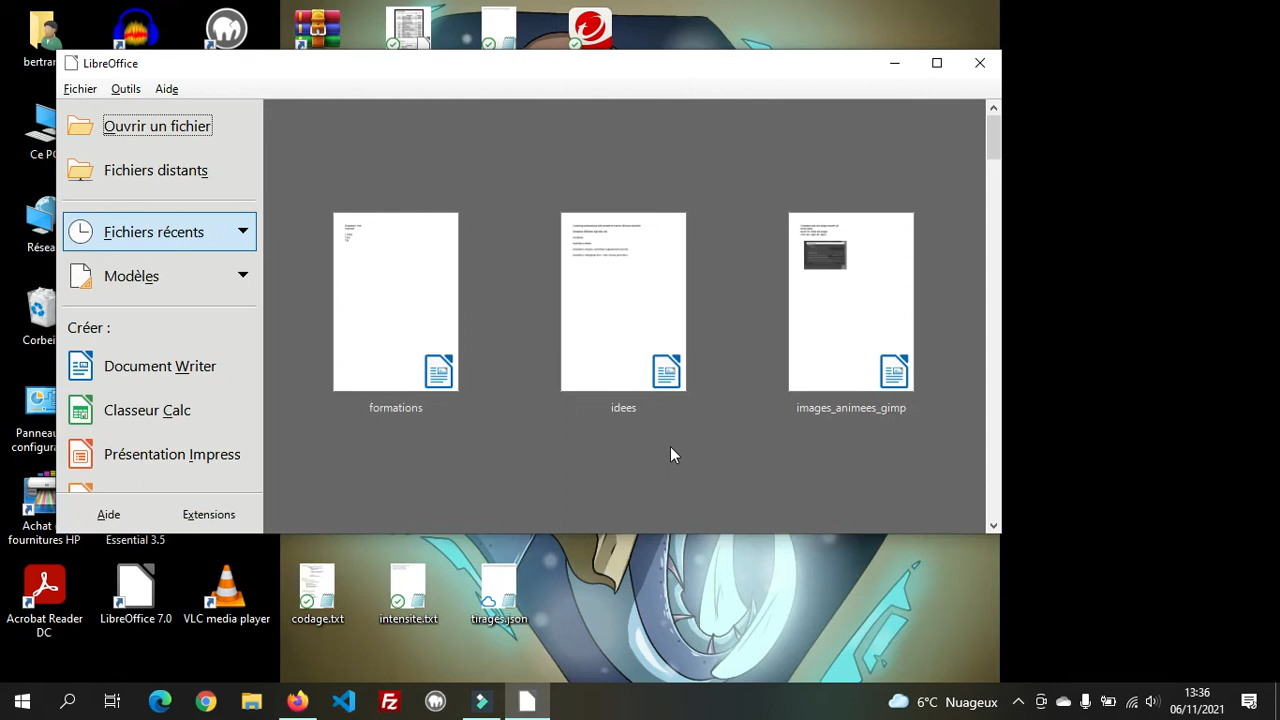 bertran
LibreOffice
Fichier Outils Aide
Ouvrir un fichier
Fichiers distants
Fichiers récents
Modèles
Créer :
Document Writer
Classeur Calc
Présentation Impress
Aide Extensions
formations idees images_animees_gimp
Ce PC
Résea
Corbei
Panneau
configura
Achat
fournitures HP
Essential 3.5
Acrobat Reader
DC
LibreOffice 7.0
VLC media player
codage.txt
intensite.txt
tirages.json
6°C Nuageux
13:36
06/11/2021